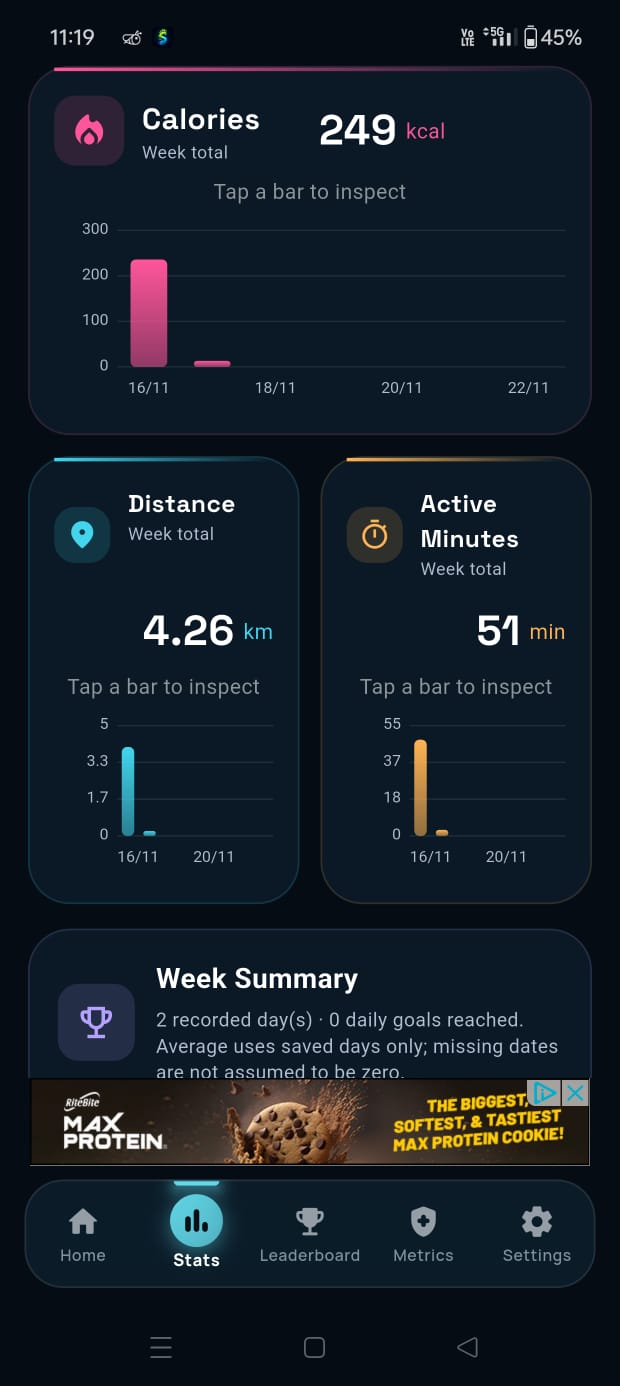 11:19
Vo LTE 5G 45%
Calories
Week total
249 kcal
Tap a bar to inspect
300
200
100
0
16/11 18/11 20/11 22/11
Distance
Week total
4.26 km
Tap a bar to inspect
5
3.3
1.7
0
16/11 20/11
Active
Minutes
Week total
51 min
Tap a bar to inspect
55
37
18
0
16/11 20/11
Week Summary
2 recorded day(s) · 0 daily goals reached.
Average uses saved days only; missing dates
are not assumed to be zero.
RiteBite
MAX
PROTEIN
THE BIGGEST,
SOFTEST, & TASTIEST
MAX PROTEIN COOKIE!
Home Stats Leaderboard Metrics Settings